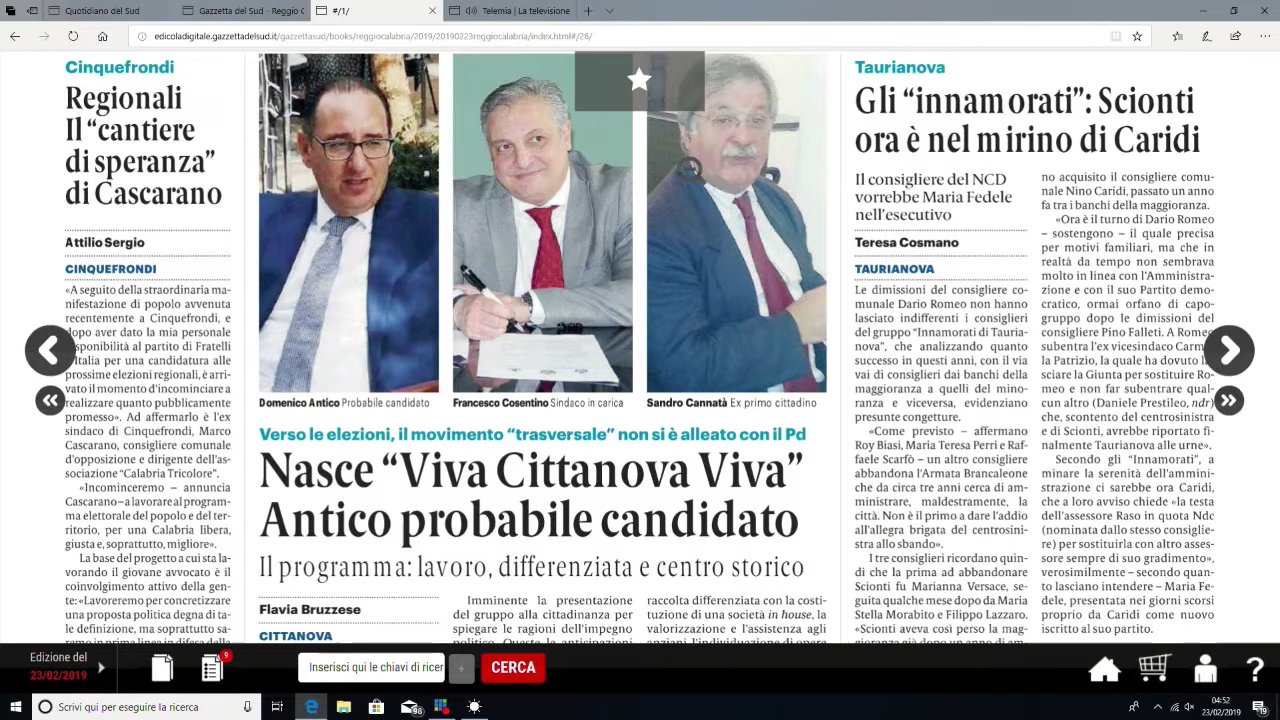 #/1
#/1
#/1
#/1
edicoladigitale.gazzettadelsud.it/gazzettasud/books/reggiocalabria/2019/20190223reggiocalabria/index.html#/26/
Cinquefrondi
Regionali
Il “cantiere
di speranza”
di Cascarano
Attilio Sergio
CINQUEFRONDI
«A seguito della straordinaria ma-
nifestazione di popolo avvenuta
recentemente a Cinquefrondi, e
dopo aver dato la mia personale
disponibilità al partito di Fratelli
d'Italia per una candidatura alle
prossime elezioni regionali, è arri-
vato il momento d'incominciare a
realizzare quanto pubblicamente
promesso». Ad affermarlo è l'ex
sindaco di Cinquefrondi, Marco
Cascarano, consigliere comunale
d'opposizione e dirigente dell'as-
sociazione “Calabria Tricolore”.
«Incominceremo – annuncia
Cascarano – a lavorare al program-
ma elettorale del popolo e del ter-
ritorio, per una Calabria libera,
giusta e, soprattutto, migliore».
La base del progetto a cui sta la-
vorando il giovane avvocato è il
coinvolgimento attivo della gen-
te: «Lavoreremo per concretizzare
una proposta politica degna di ta-
le definizione, ma soprattutto sa-
remo in prima linea in difesa della
Domenico Antico Probabile candidato
Francesco Cosentino Sindaco in carica
Sandro Cannatà Ex primo cittadino
Verso le elezioni, il movimento “trasversale” non si è alleato con il Pd
Nasce “Viva Cittanova Viva”
Antico probabile candidato
Il programma: lavoro, differenziata e centro storico
Flavia Bruzzese
CITTANOVA
Imminente la presentazione
del gruppo alla cittadinanza per
spiegare le ragioni dell'impegno
politico. Queste le anticipazioni
raccolta differenziata con la costi-
tuzione di una società in house, la
valorizzazione e l'assistenza agli
anziani, l'individuazione di opere
Taurianova
Gli “innamorati”: Scionti
ora è nel mirino di Caridi
Il consigliere del NCD
vorrebbe Maria Fedele
nell'esecutivo
Teresa Cosmano
TAURIANOVA
Le dimissioni del consigliere co-
munale Dario Romeo non hanno
lasciato indifferenti i consiglieri
del gruppo “Innamorati di Tauria-
nova”, che analizzando quanto
successo in questi anni, con il via
vai di consiglieri dai banchi della
maggioranza a quelli del mino-
ranza e viceversa, evidenziano
presunte congetture.
«Come previsto – affermano
Roy Biasi, Maria Teresa Perri e Raf-
faele Scarfò – un altro consigliere
abbandona l'Armata Brancaleone
che da circa tre anni cerca di am-
ministrare, maldestramente, la
città. Non è il primo a dare l'addio
all'allegra brigata del centrosini-
stra allo sbando».
I tre consiglieri ricordano quin-
di che la prima ad abbandonare
Scionti fu Marianna Versace, se-
guita qualche mese dopo da Maria
Stella Morabito e Filippo Lazzaro.
«Scionti aveva così perso la mag-
gioranza già dopo un anno di am-
no acquisito il consigliere comu-
nale Nino Caridi, passato un anno
fa tra i banchi della maggioranza.
«Ora è il turno di Dario Romeo
– sostengono – il quale precisa
per motivi familiari, ma che in
realtà da tempo non sembrava
molto in linea con l'Amministra-
zione e con il suo Partito demo-
cratico, ormai orfano di capo-
gruppo dopo le dimissioni del
consigliere Pino Falleti. A Romeo
subentra l'ex vicesindaco Carme-
la Patrizio, la quale ha dovuto la-
sciare la Giunta per sostituire Ro-
meo e non far subentrare qual-
cun altro (Daniele Prestileo, ndr)
che, scontento del centrosinistra
e di Scionti, avrebbe riportato fi-
nalmente Taurianova alle urne».
Secondo gli “Innamorati”, a
minare la serenità dell'ammini-
strazione ci sarebbe ora Caridi,
che a loro avviso chiede «la testa
dell'assessore Raso in quota Ndc
(nominata dallo stesso consiglie-
re) per sostituirla con altro asses-
sore sempre di suo gradimento»,
verosimilmente – secondo quan-
to lasciano intendere – Maria Fe-
dele, presentata nei giorni scorsi
proprio da Caridi come nuovo
iscritto al suo partito.
Edizione del
23/02/2019
9
Inserisci qui le chiavi di ricer
+
CERCA
?
Scrivi qui per eseguire la ricerca
98
04:52
23/02/2019